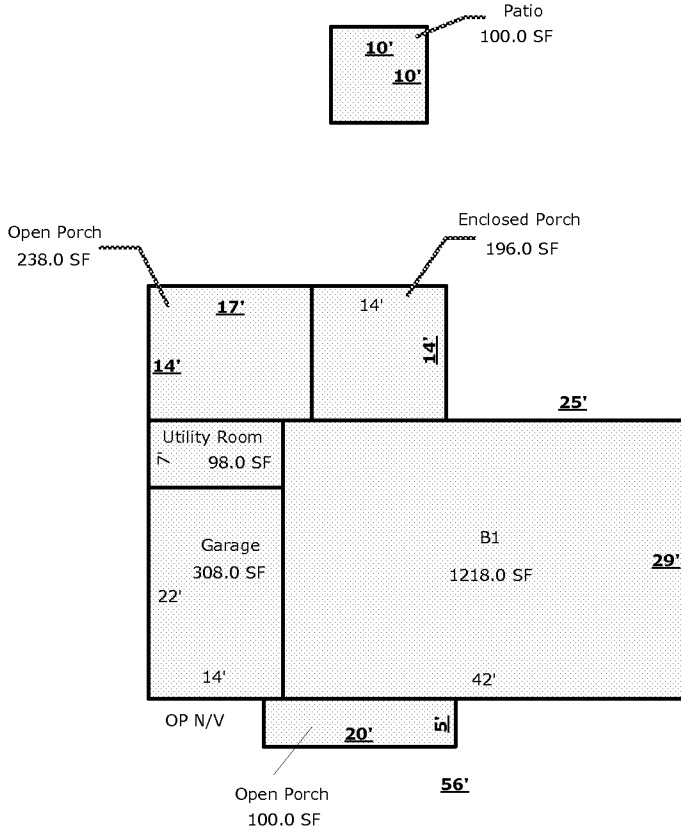 Patio
100.0 SF
10'
10'
Enclosed Porch
196.0 SF
Open Porch
238.0 SF
17'
14'
14'
14'
25'
Utility Room
7'
98.0 SF
B1
1218.0 SF
Garage
308.0 SF
29'
22'
14'
42'
OP N/V
20'
5'
56'
Open Porch
100.0 SF